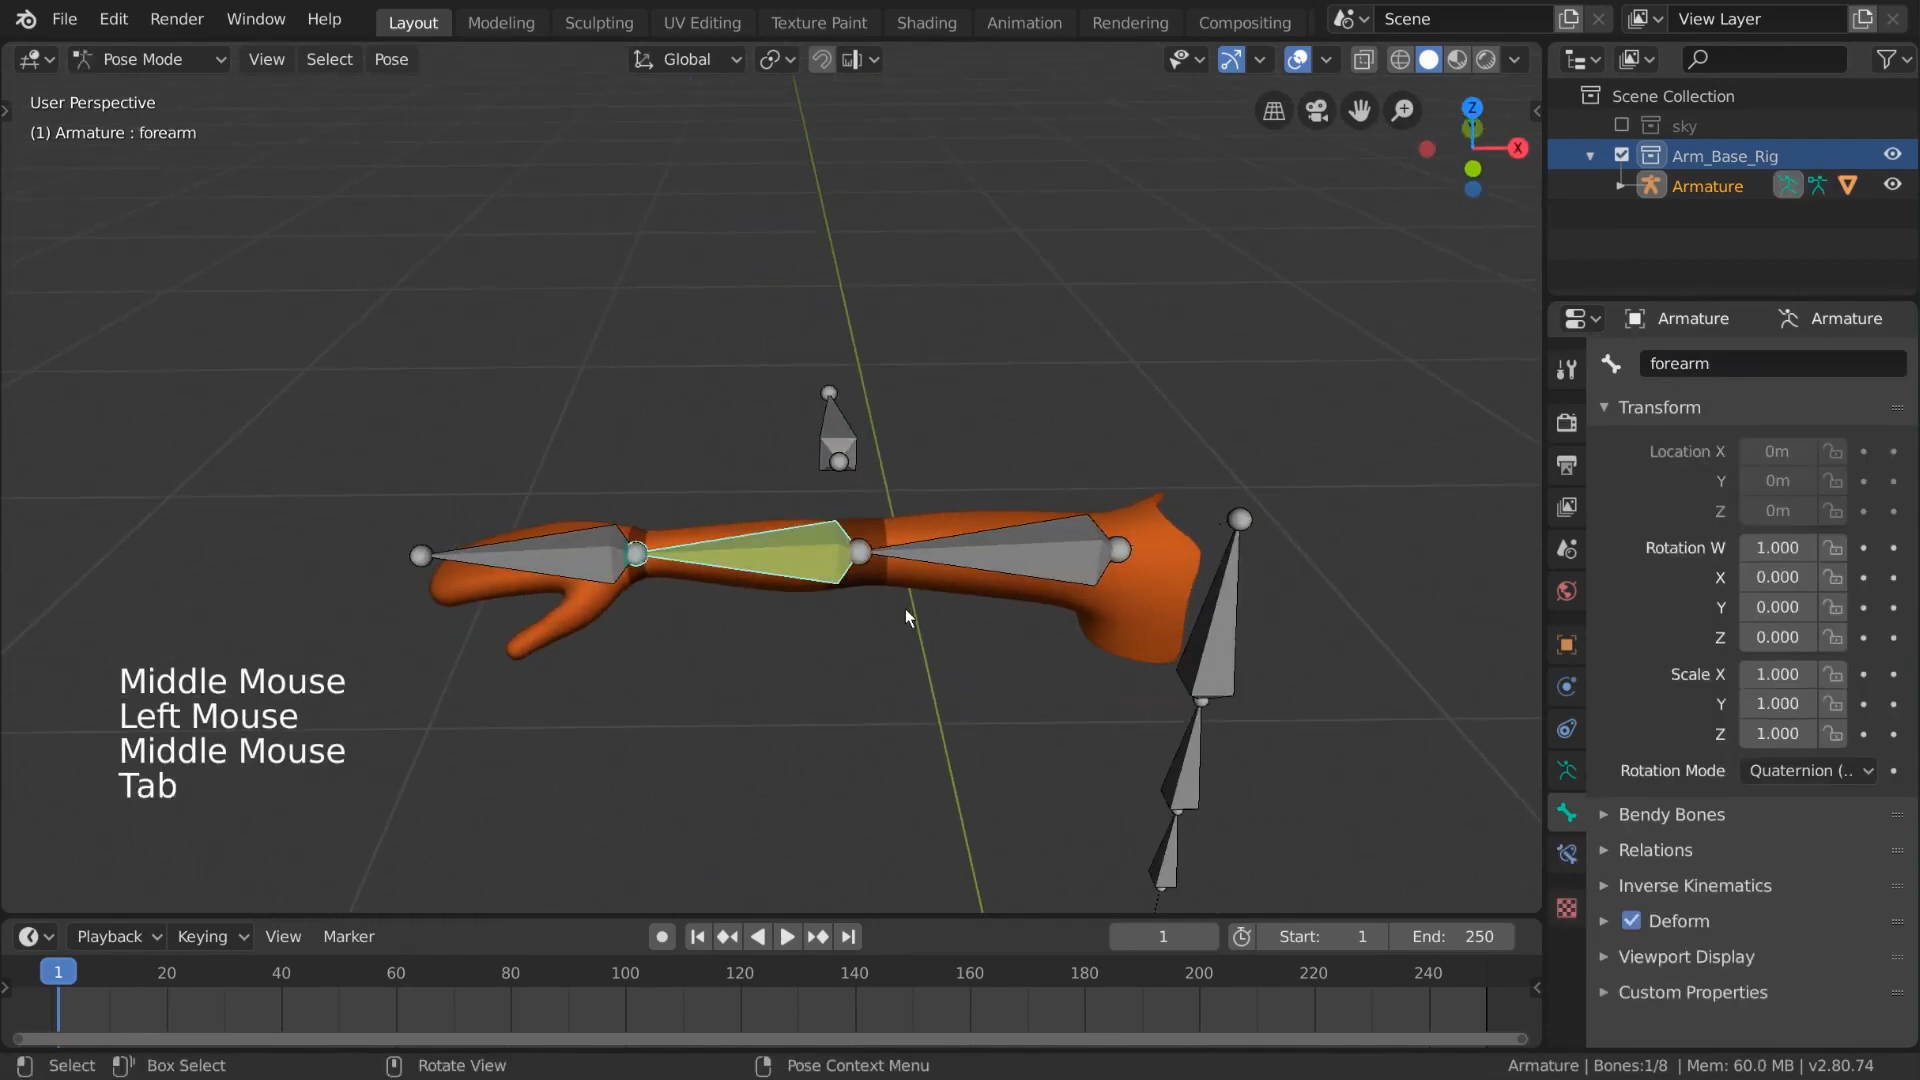 File Edit Render Window Help Layout Modeling Sculpting UV Editing Texture Paint Shading Animation Rendering Compositing Scene View Layer
Pose Mode View Select Pose Global
User Perspective
(1) Armature : forearm
Z
X
Scene Collection
sky
Arm_Base_Rig
Armature
Armature Armature
forearm
Transform
Location X 0m
Y 0m
Z 0m
Rotation W 1.000
X 0.000
Y 0.000
Z 0.000
Scale X 1.000
Y 1.000
Z 1.000
Rotation Mode Quaternion (..
Bendy Bones
Relations
Inverse Kinematics
Deform
Viewport Display
Custom Properties
Middle Mouse
Left Mouse
Middle Mouse
Tab
Playback Keying View Marker 1 Start: 1 End: 250
1 20 40 60 80 100 120 140 160 180 200 220 240
Select Box Select Rotate View Pose Context Menu Armature | Bones:1/8 | Mem: 60.0 MB | v2.80.74